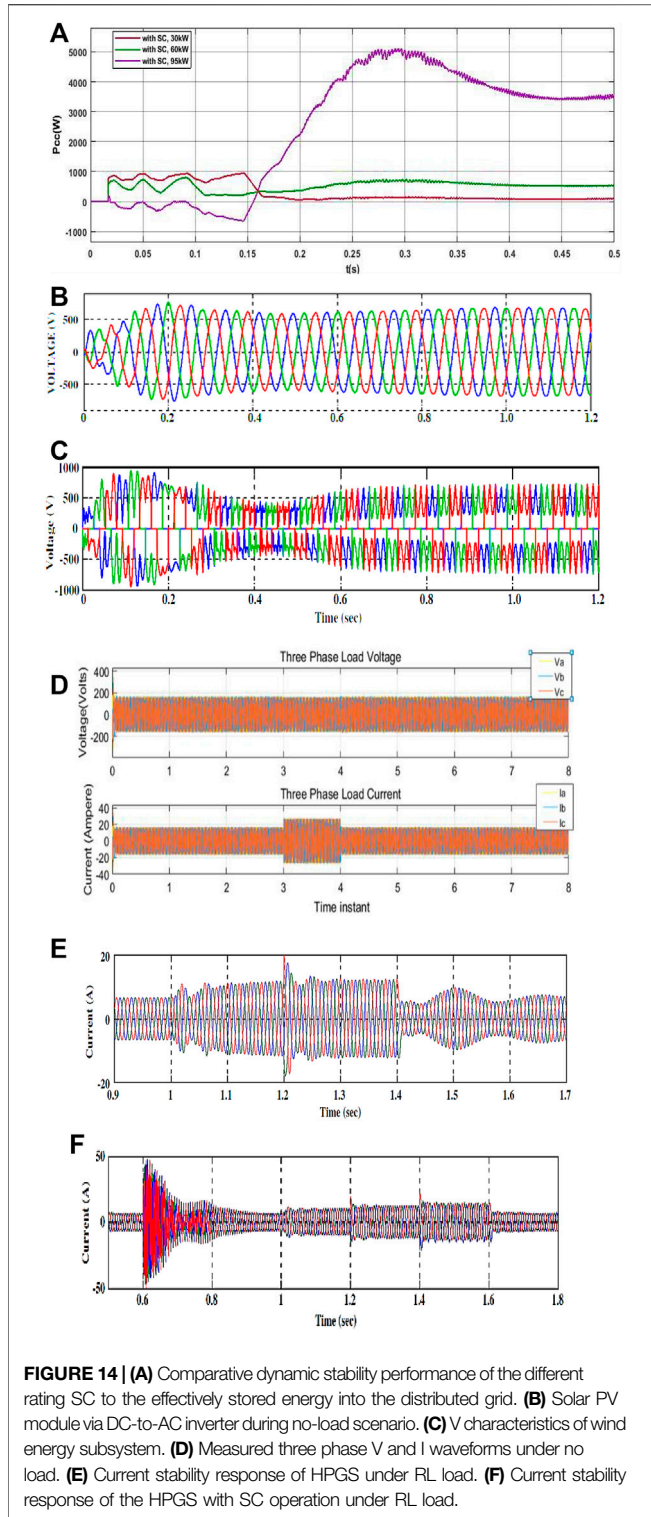 A
with SC, 30kW
with SC, 60kW
with SC, 95kW
Pcc(W)
5000
4000
3000
2000
1000
0
-1000
0 0.05 0.1 0.15 0.2 0.25 0.3 0.35 0.4 0.45 0.5
t(s)
B
VOLTAGE (V)
500
0
-500
0 0.2 0.4 0.6 0.8 1.0 1.2
C
Voltage (V)
1000
500
0
-500
-1000
0 0.2 0.4 0.6 0.8 1.0 1.2
Time (sec)
D
Three Phase Load Voltage
Voltage(Volts)
400
200
0
-200
Va
Vb
Vc
0 1 2 3 4 5 6 7 8
Three Phase Load Current
Current (Ampere)
40
20
0
-20
-40
Ia
Ib
Ic
0 1 2 3 4 5 6 7 8
Time instant
E
Current (A)
20
0
-20
0.9 1 1.1 1.2 1.3 1.4 1.5 1.6 1.7
Time (sec)
F
Current (A)
50
0
-50
0.6 0.8 1 1.2 1.4 1.6 1.8
Time (sec)
FIGURE 14 | (A) Comparative dynamic stability performance of the different
rating SC to the effectively stored energy into the distributed grid. (B) Solar PV
module via DC-to-AC inverter during no-load scenario. (C) V characteristics of wind
energy subsystem. (D) Measured three phase V and I waveforms under no
load. (E) Current stability response of HPGS under RL load. (F) Current stability
response of the HPGS with SC operation under RL load.